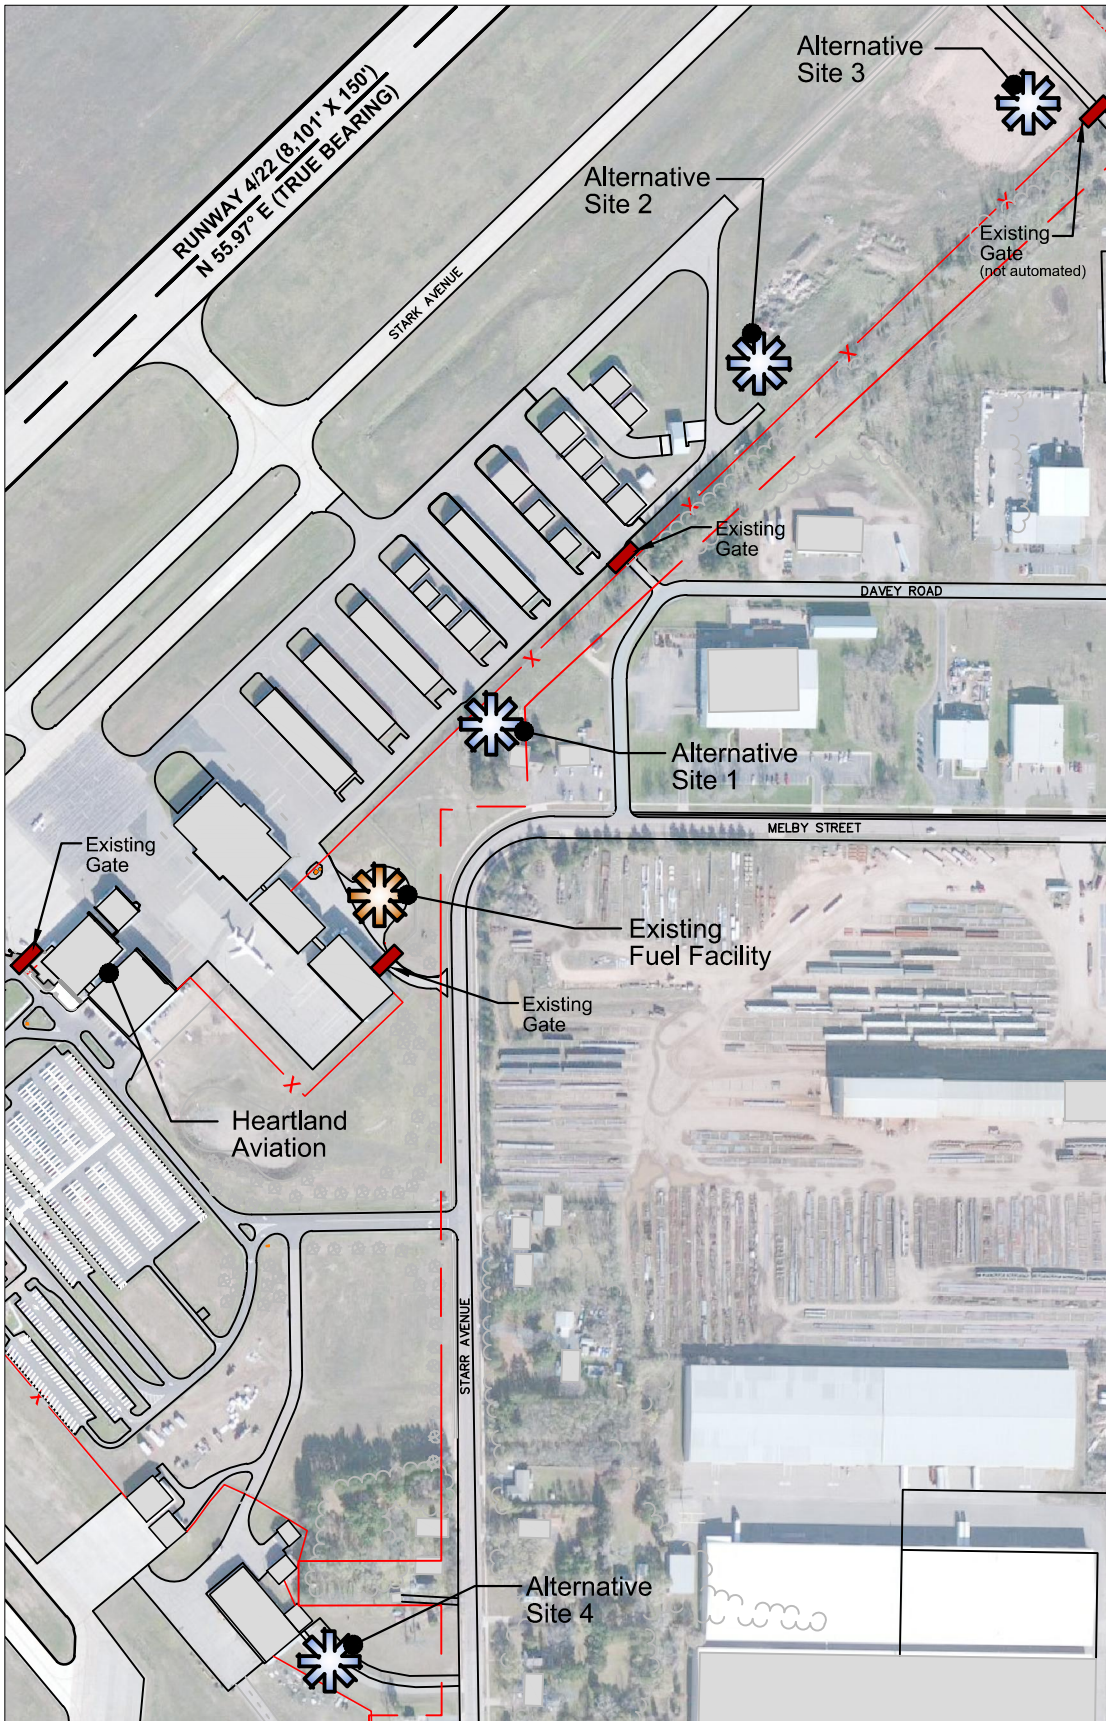 Alternative
Site 3
RUNWAY 4/22 (8,101' X 150')
N 55.97° E (TRUE BEARING)
Alternative
Site 2
Existing
Gate
(not automated)
STARK AVENUE
X
X
X
Existing
Gate
DAVEY ROAD
X
Alternative
Site 1
MELBY STREET
Existing
Gate
Existing
Fuel Facility
Existing
Gate
X
Heartland
Aviation
STARR AVENUE
X
Alternative
Site 4